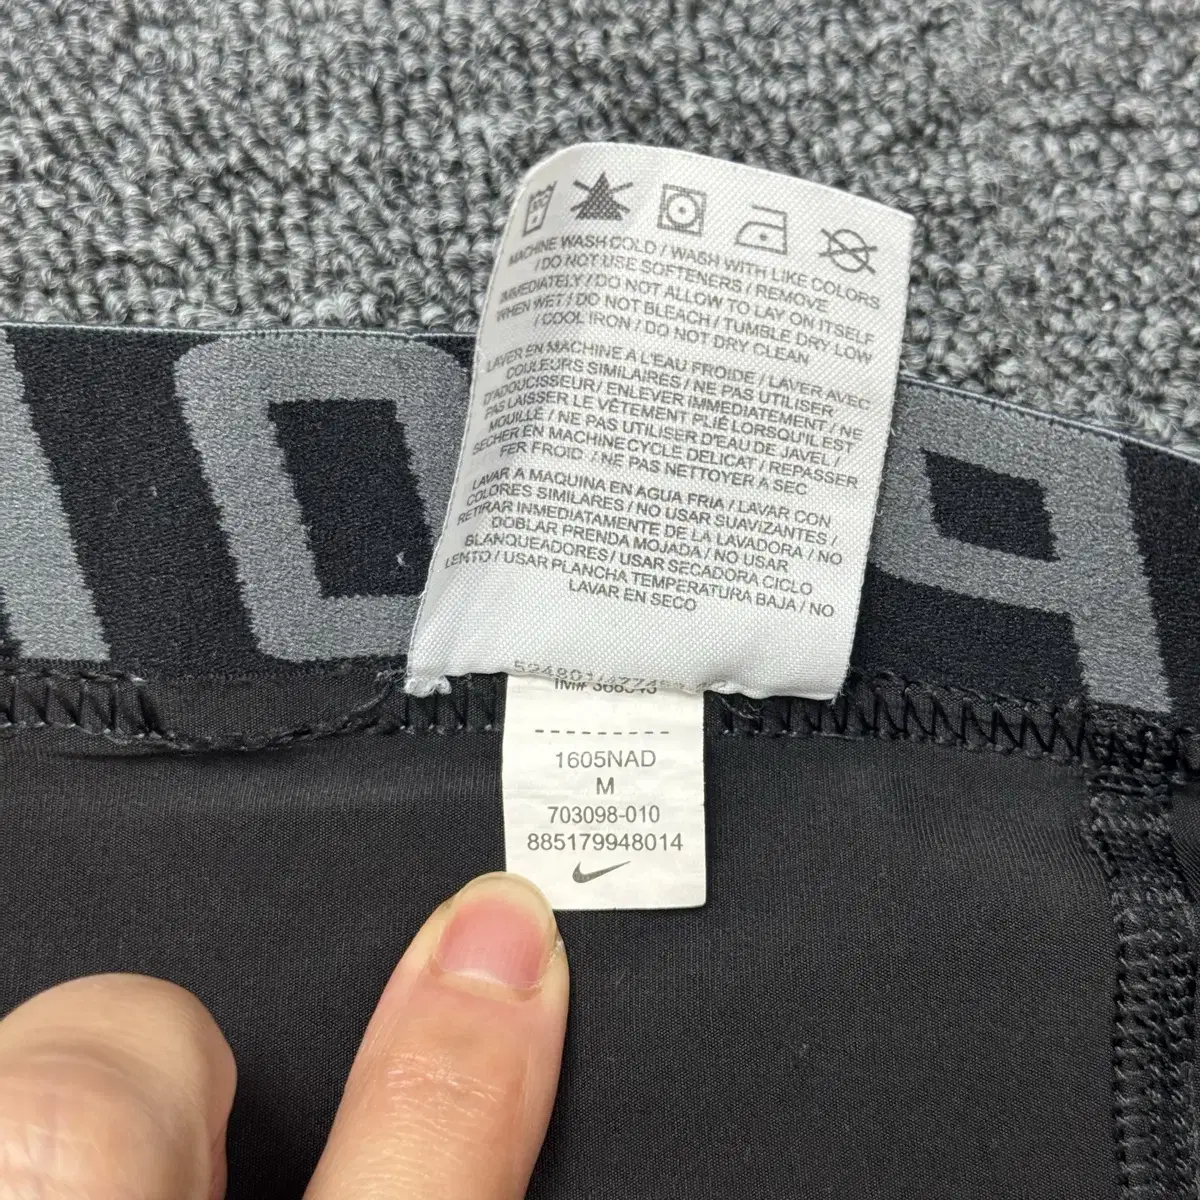 MACHINE WASH COLD / WASH WITH LIKE COLORS
/ DO NOT USE SOFTENERS / REMOVE
IMMEDIATELY / DO NOT ALLOW TO LAY ON ITSELF
WHEN WET / DO NOT BLEACH / TUMBLE DRY LOW
/ COOL IRON / DO NOT DRY CLEAN
LAVER EN MACHINE A L'EAU FROIDE / LAVER AVEC
COULEURS SIMILAIRES / NE PAS UTILISER
D'ADOUCISSEUR / ENLEVER IMMEDIATEMENT / NE
PAS LAISSER LE VÊTEMENT PLIÉ LORSQU'IL EST
MOUILLÉ / NE PAS UTILISER D'EAU DE JAVEL /
SECHER EN MACHINE CYCLE DELICAT / REPASSER
FER FROID / NE PAS NETTOYER A SEC
LAVAR A MAQUINA EN AGUA FRIA / LAVAR CON
COLORES SIMILARES / NO USAR SUAVIZANTES /
RETIRAR INMEDIATAMENTE DE LA LAVADORA / NO
DOBLAR PRENDA MOJADA / NO USAR
BLANQUEADORES / USAR SECADORA CICLO
LENTO / USAR PLANCHA TEMPERATURA BAJA / NO
LAVAR EN SECO
1605NAD
M
703098-010
885179948014